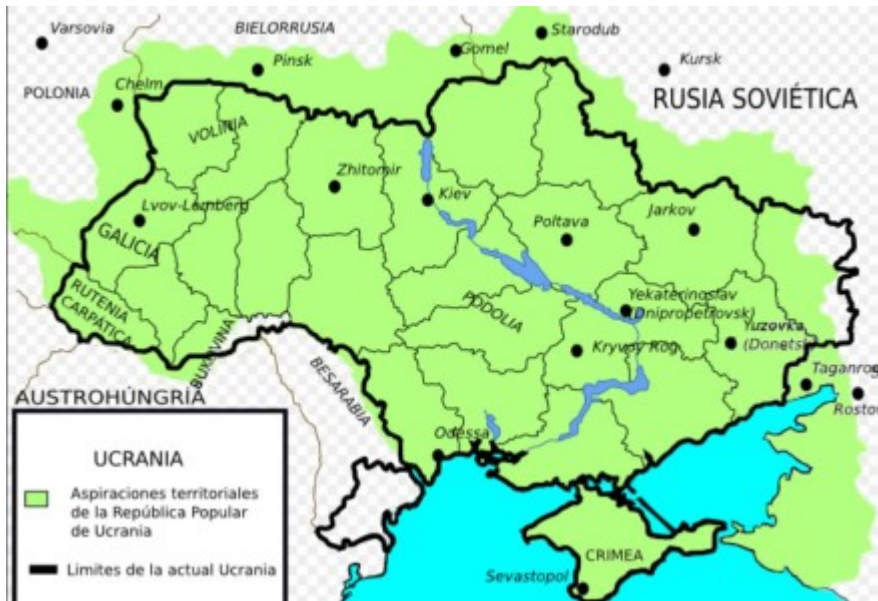 Varsovia
BIELORRUSIA
Starodub
Gomel
Pinsk
Kursk
Chelm
POLONIA
RUSIA SOVIÉTICA
VOLINIA
Zhitomir
Kiev
Lvov-Lemberg
GALICIA
Poltava
Jarkov
RUTENIA
CARPÁTICA
PODOLIA
Yekaterinoslav
(Dnipropetrovsk)
BUKOVINA
Kryvoy Rog
Yuzovka
(Donetsk)
BESARABIA
Taganrog
Rostov
AUSTROHÚNGRIA
Odessa
UCRANIA
Aspiraciones territoriales
de la República Popular
de Ucrania
Limites de la actual Ucrania
CRIMEA
Sevastopol